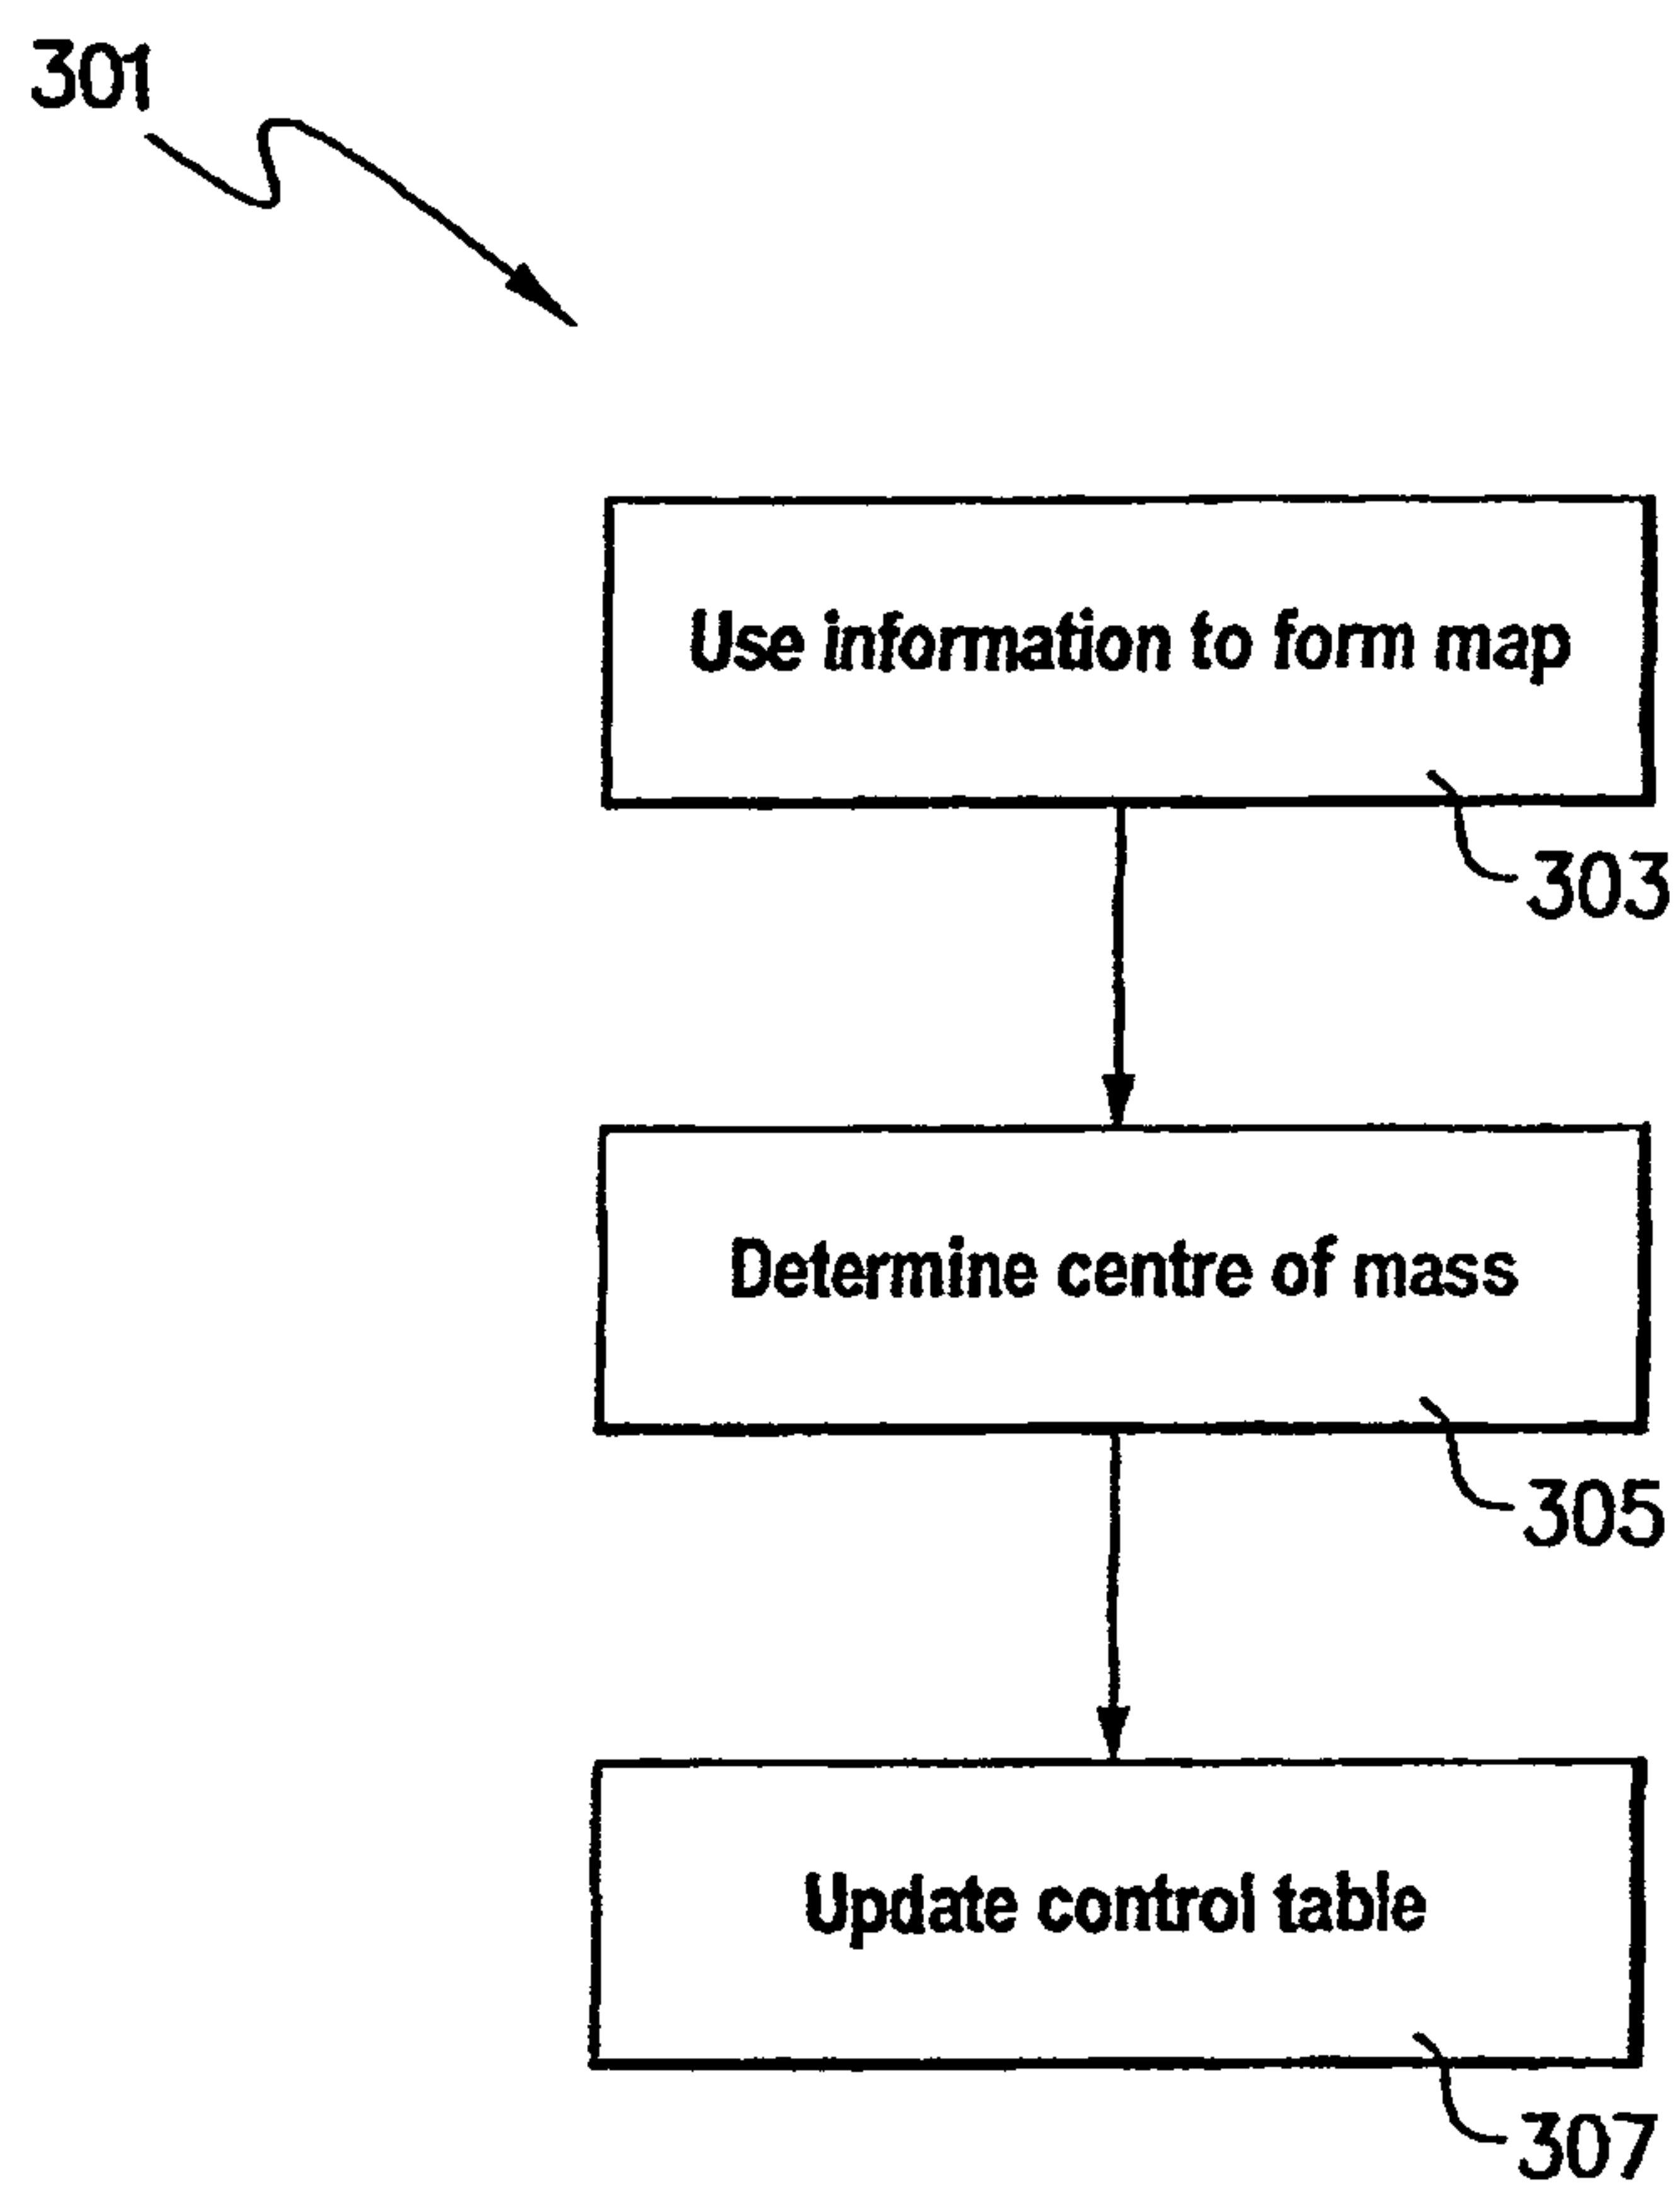 301
Use information to form map
303
Determine centre of mass
305
Update control table
307